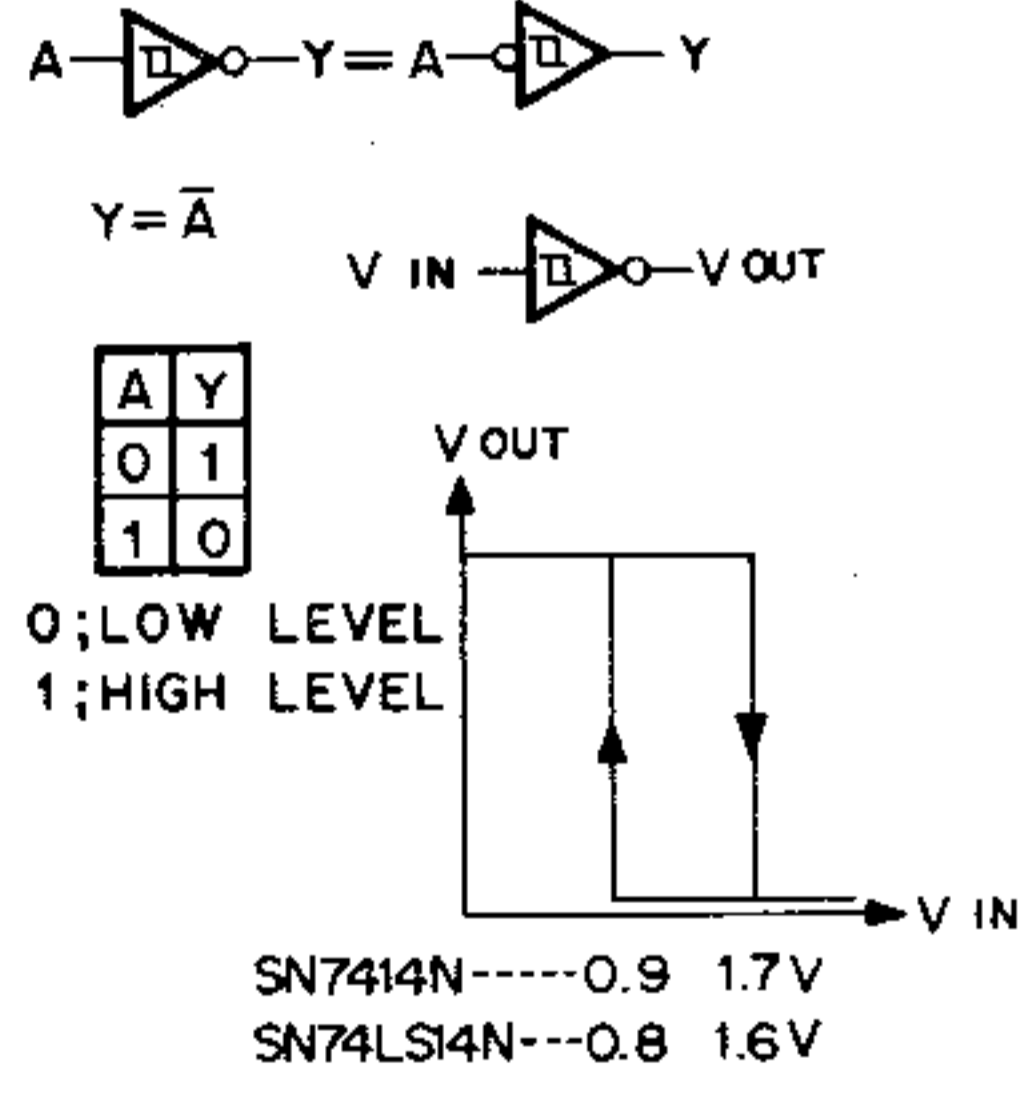 A Y = A Y
Y = A̅
V IN V OUT
A Y
0 1
1 0
0 ; LOW LEVEL
1 ; HIGH LEVEL
V OUT
V IN
SN7414N-----0.9 1.7V
SN74LS14N---0.8 1.6V